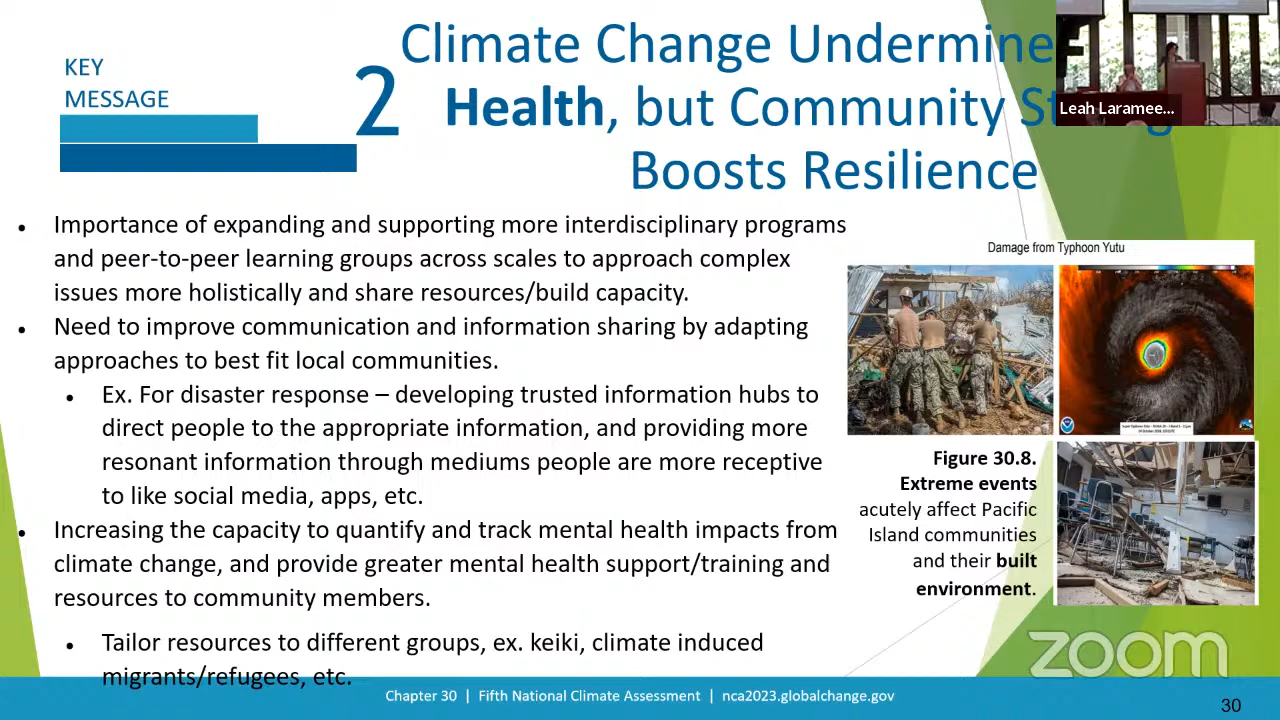 KEY
MESSAGE
2
Climate Change Undermine
Health, but Community
Boosts Resilience
Leah Laramee...
Importance of expanding and supporting more interdisciplinary programs
and peer-to-peer learning groups across scales to approach complex
issues more holistically and share resources/build capacity.
Need to improve communication and information sharing by adapting
approaches to best fit local communities.
Ex. For disaster response – developing trusted information hubs to
direct people to the appropriate information, and providing more
resonant information through mediums people are more receptive
to like social media, apps, etc.
Increasing the capacity to quantify and track mental health impacts from
climate change, and provide greater mental health support/training and
resources to community members.
Tailor resources to different groups, ex. keiki, climate induced
migrants/refugees, etc.
Damage from Typhoon Yutu
Figure 30.8.
Extreme events
acutely affect Pacific
Island communities
and their built
environment.
zoom
Chapter 30 | Fifth National Climate Assessment | nca2023.globalchange.gov
30